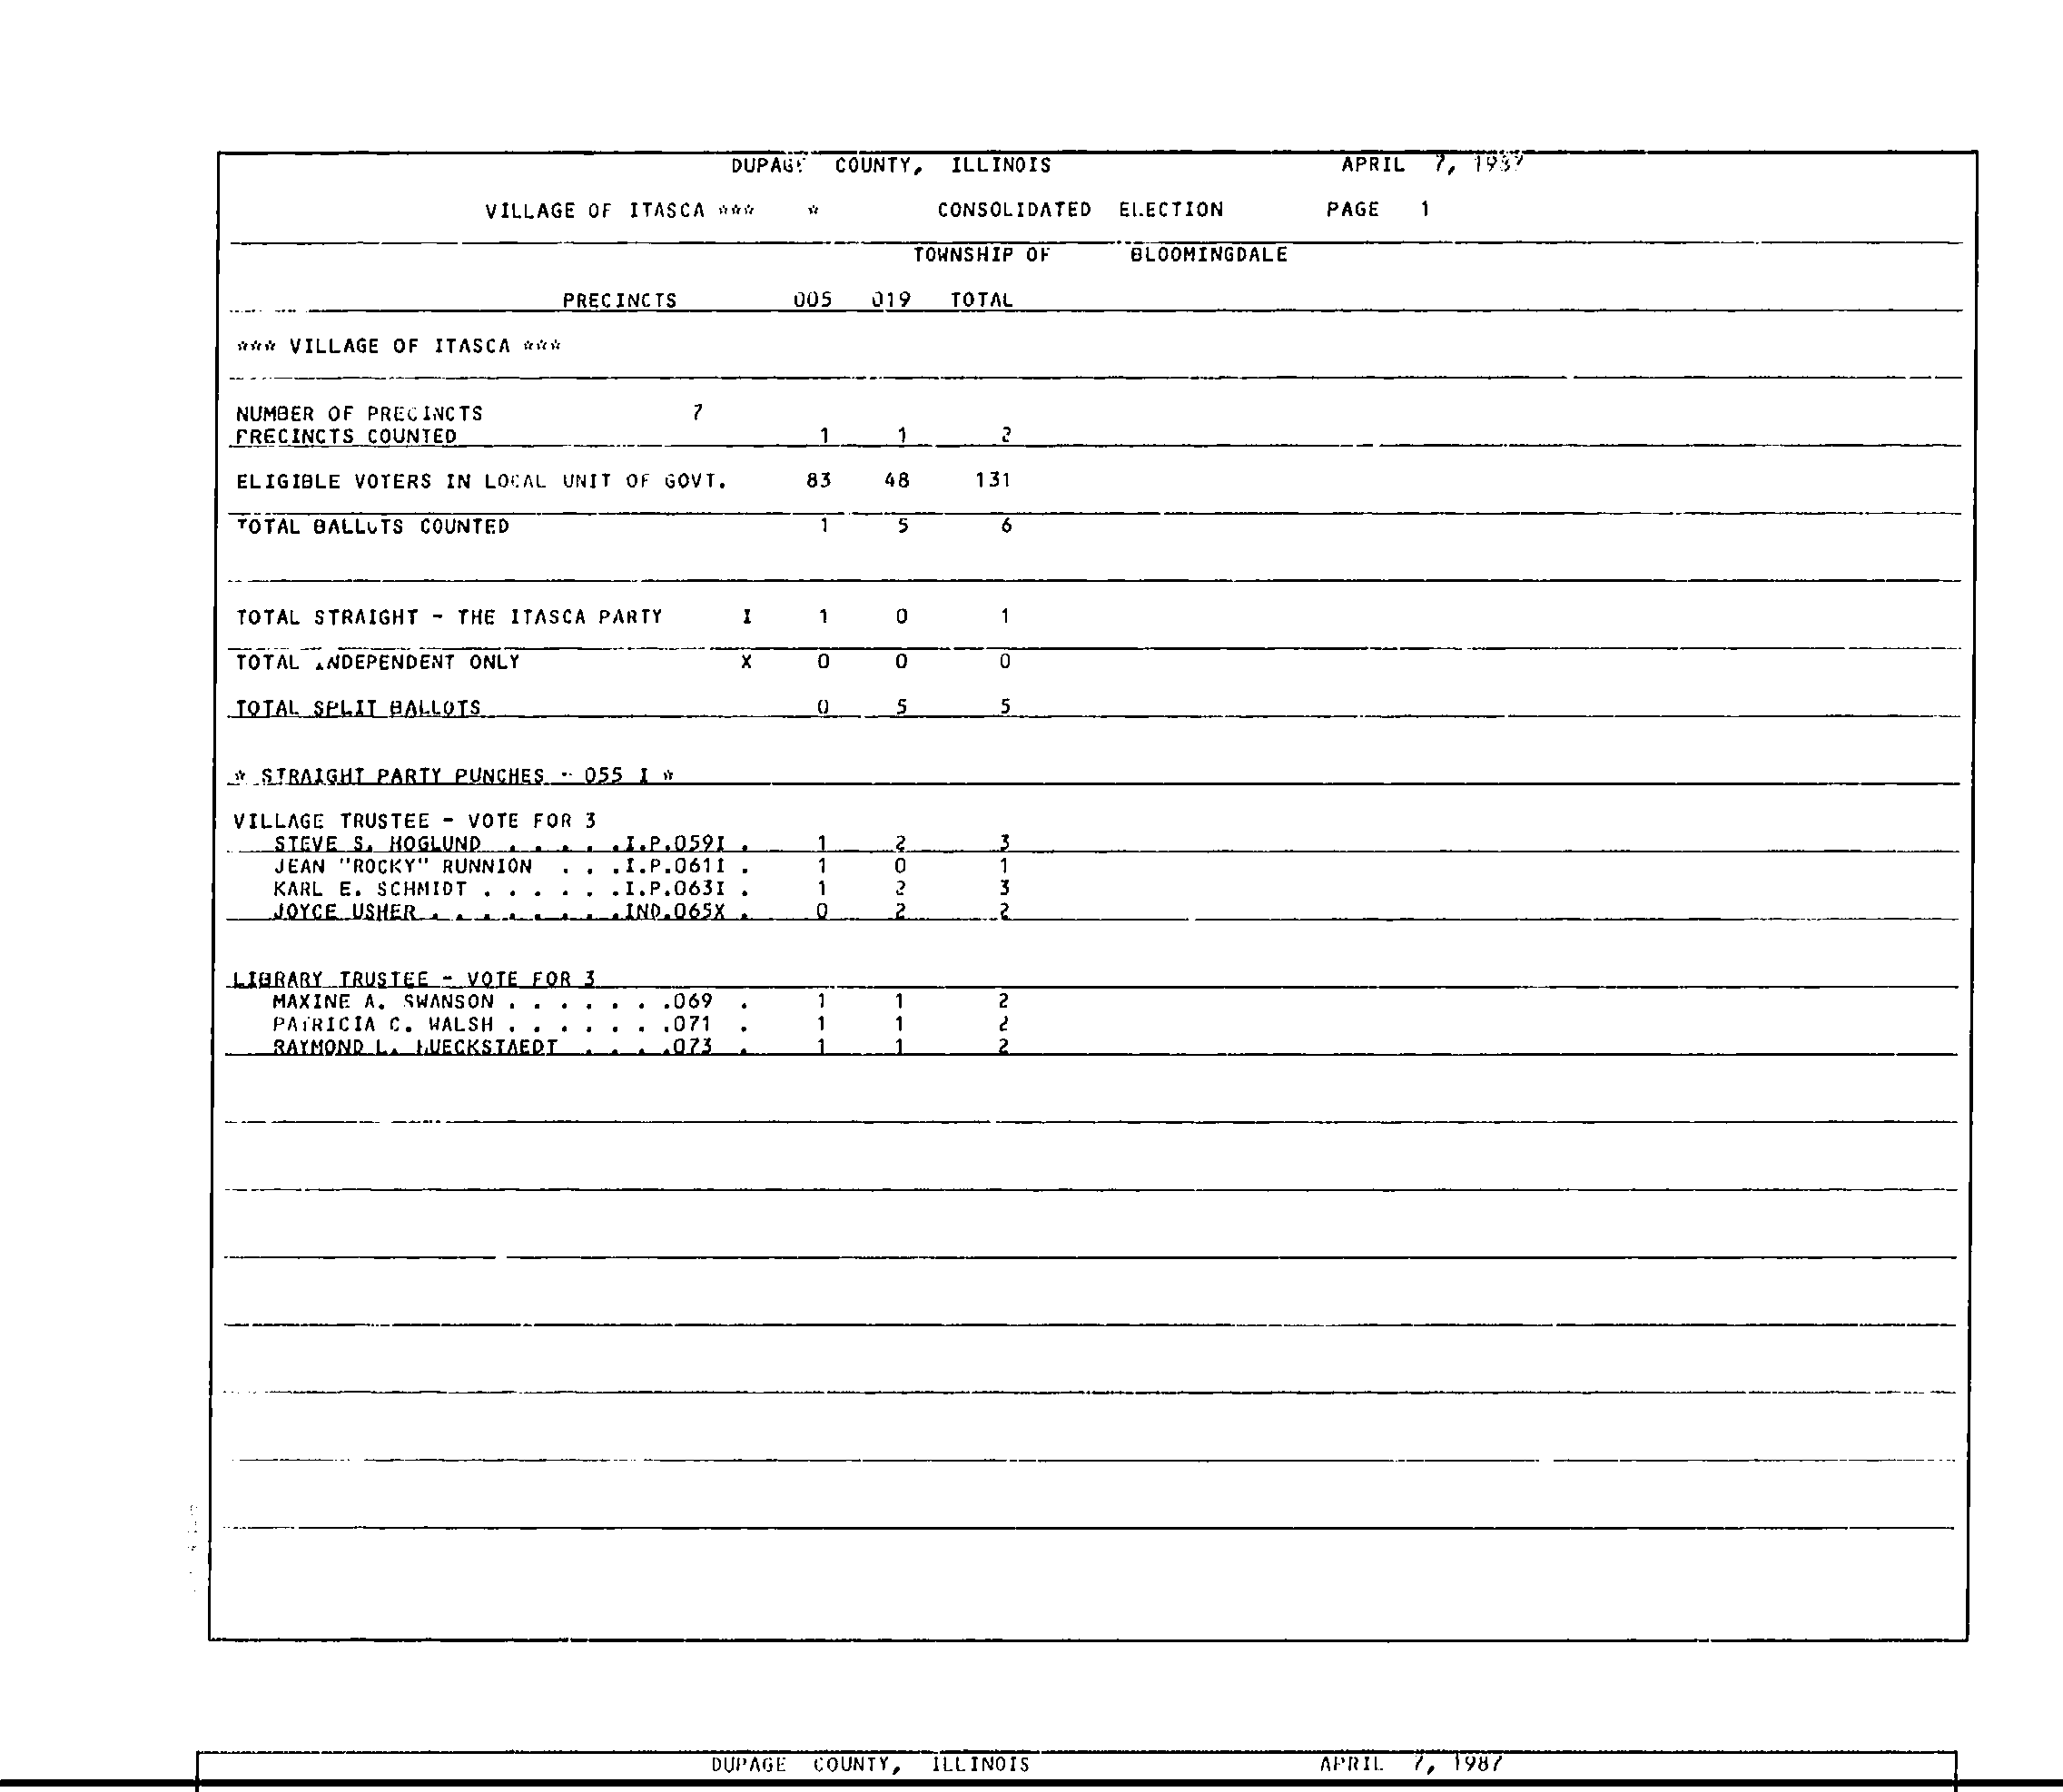 DUPAGE COUNTY, ILLINOIS APRIL 7, 1987
VILLAGE OF ITASCA *** * CONSOLIDATED ELECTION PAGE 1
TOWNSHIP OF BLOOMINGDALE
PRECINCTS 005 019 TOTAL
*** VILLAGE OF ITASCA ***
NUMBER OF PRECINCTS 7
PRECINCTS COUNTED 1 1 2
ELIGIBLE VOTERS IN LOCAL UNIT OF GOVT. 83 48 131
TOTAL BALLOTS COUNTED 1 5 6
TOTAL STRAIGHT - THE ITASCA PARTY I 1 0 1
TOTAL INDEPENDENT ONLY X 0 0 0
TOTAL SPLIT BALLOTS 0 5 5
* STRAIGHT PARTY PUNCHES - 055 I *
VILLAGE TRUSTEE - VOTE FOR 3
STEVE S. HOGLUND . . . . .I.P.059I . 1 2 3
JEAN "ROCKY" RUNNION . . .I.P.061I . 1 0 1
KARL E. SCHMIDT . . . . . .I.P.063I . 1 2 3
JOYCE USHER . . . . . . . .IND.065X . 0 2 2
LIBRARY TRUSTEE - VOTE FOR 3
MAXINE A. SWANSON . . . . . . .069 . 1 1 2
PATRICIA C. WALSH . . . . . . .071 . 1 1 2
RAYMOND L. LUECKSTAEDT . . . .073 . 1 1 2
DUPAGE COUNTY, ILLINOIS APRIL 7, 1987